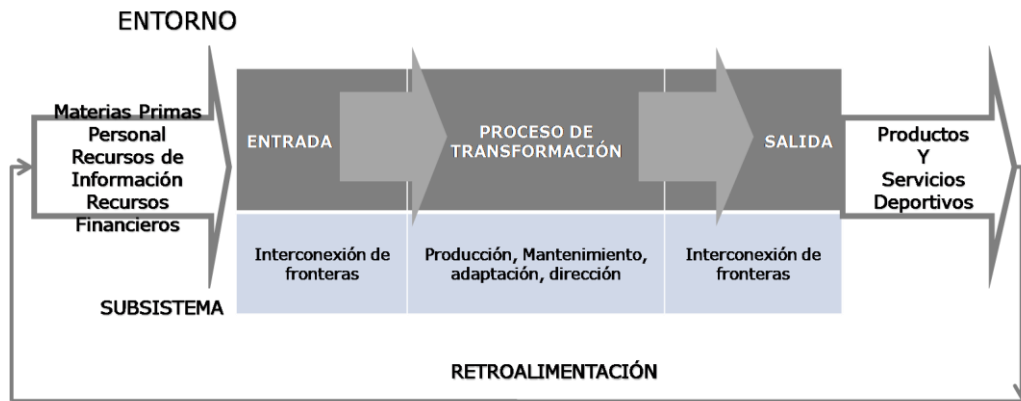 ENTORNO
Materias Primas
Personal
Recursos de
Información
Recursos
Financieros
ENTRADA
PROCESO DE
TRANSFORMACIÓN
SALIDA
Productos
Y
Servicios
Deportivos
Interconexión de
fronteras
Producción, Mantenimiento,
adaptación, dirección
Interconexión de
fronteras
SUBSISTEMA
RETROALIMENTACIÓN